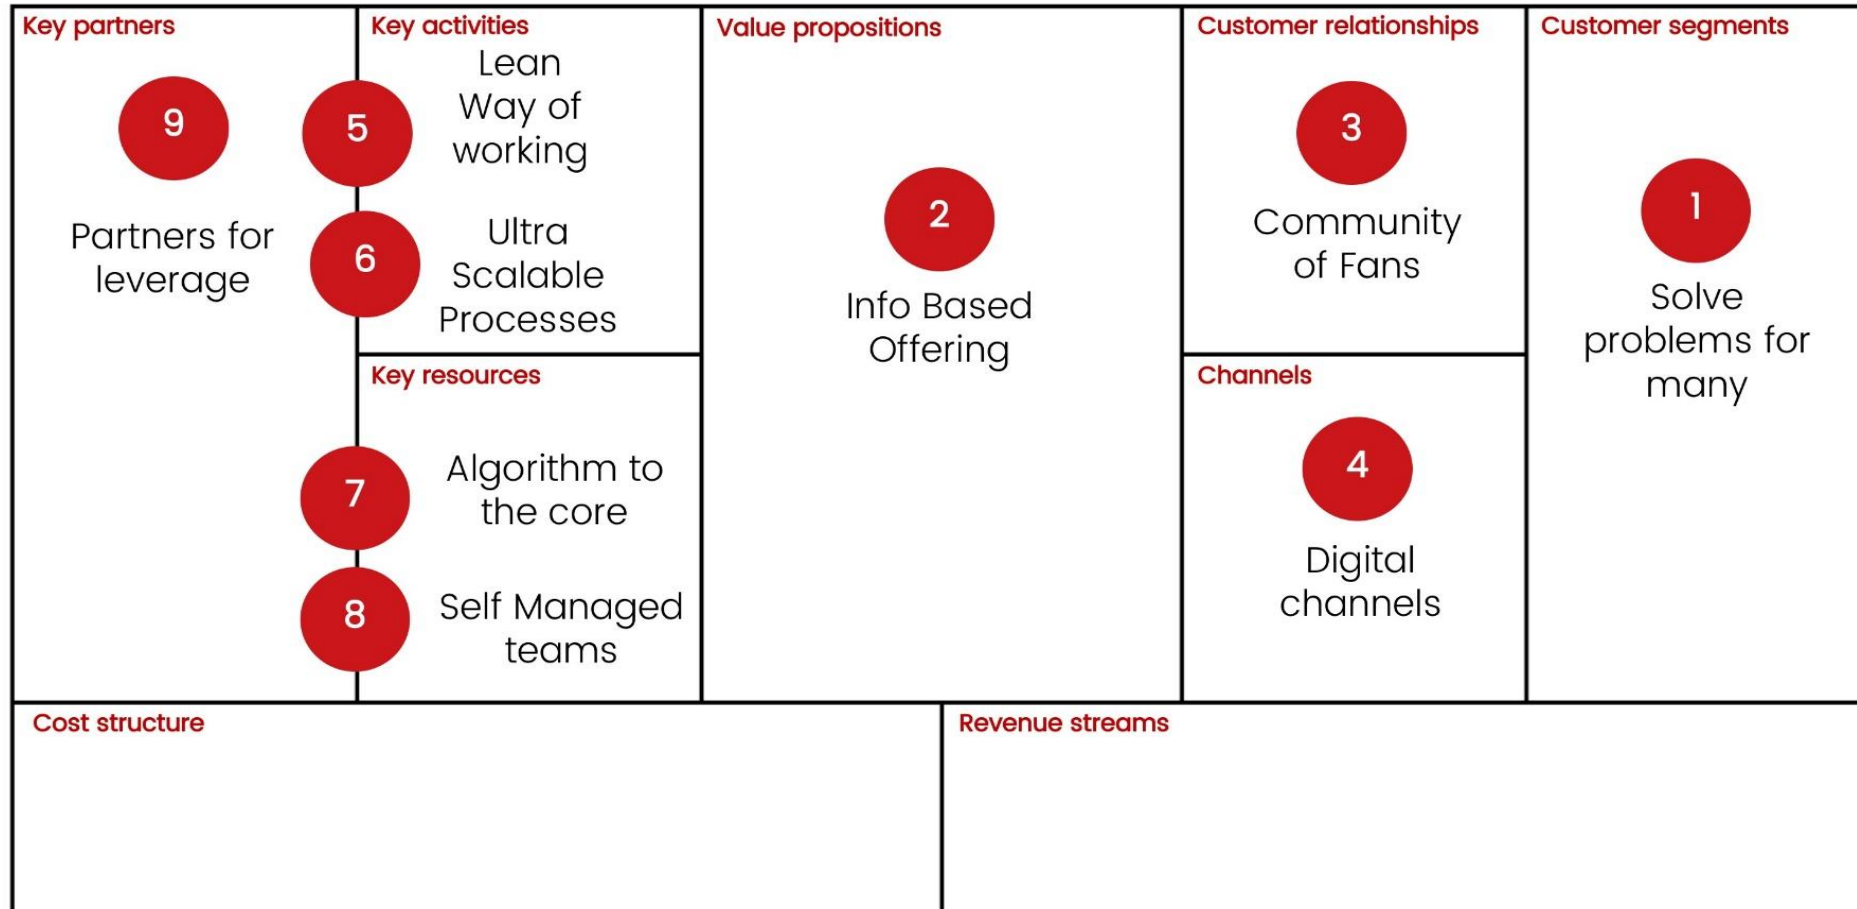 Key partners
9
Partners for
leverage
Key activities
5
Lean
Way of
working
6
Ultra
Scalable
Processes
Key resources
7
Algorithm to
the core
8
Self Managed
teams
Value propositions
2
Info Based
Offering
Customer relationships
3
Community
of Fans
Channels
4
Digital
channels
Customer segments
1
Solve
problems for
many
Cost structure
Revenue streams